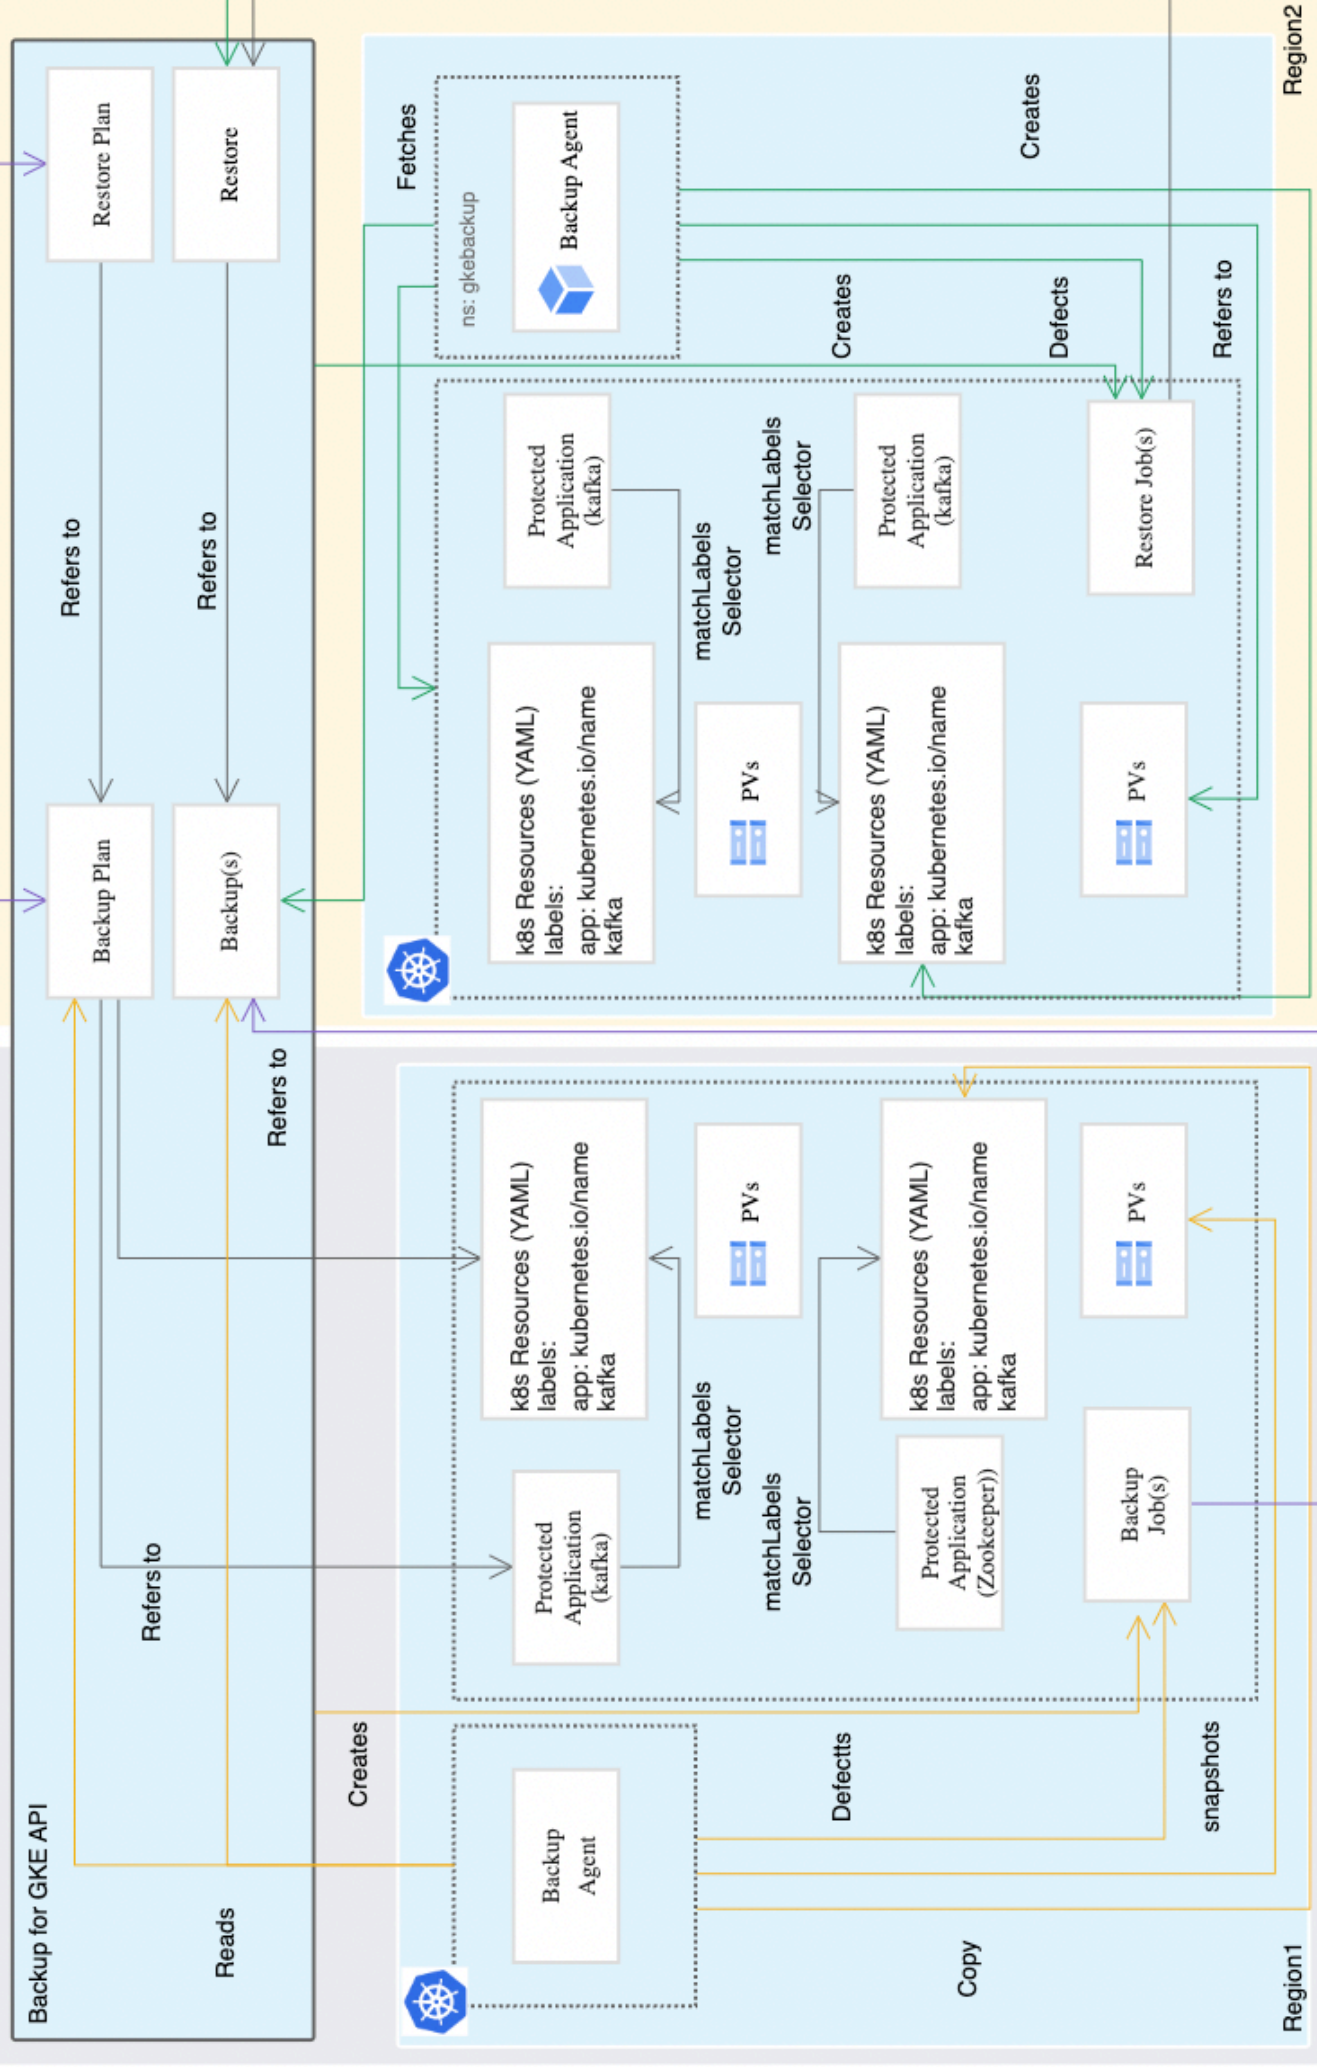 Backup for GKE API
Reads
Refers to
Refers to
Backup Plan
Backup(s)
Refers to
Refers to
Restore Plan
Restore
Creates
Backup
Agent
Defectts
snapshots
Copy
Region1
Protected
Application
(kafka)
k8s Resources (YAML)
labels:
app: kubernetes.io/name
kafka
matchLabels
Selector
PVs
matchLabels
Selector
Protected
Application
(Zookeeper))
k8s Resources (YAML)
labels:
app: kubernetes.io/name
kafka
Backup
Job(s)
PVs
Fetches
ns: gkebackup
Backup Agent
Creates
Creates
Defects
Refers to
Region2
k8s Resources (YAML)
labels:
app: kubernetes.io/name
kafka
Protected
Application
(kafka)
matchLabels
Selector
PVs
matchLabels
Selector
k8s Resources (YAML)
labels:
app: kubernetes.io/name
kafka
Protected
Application
(kafka)
PVs
Restore Job(s)